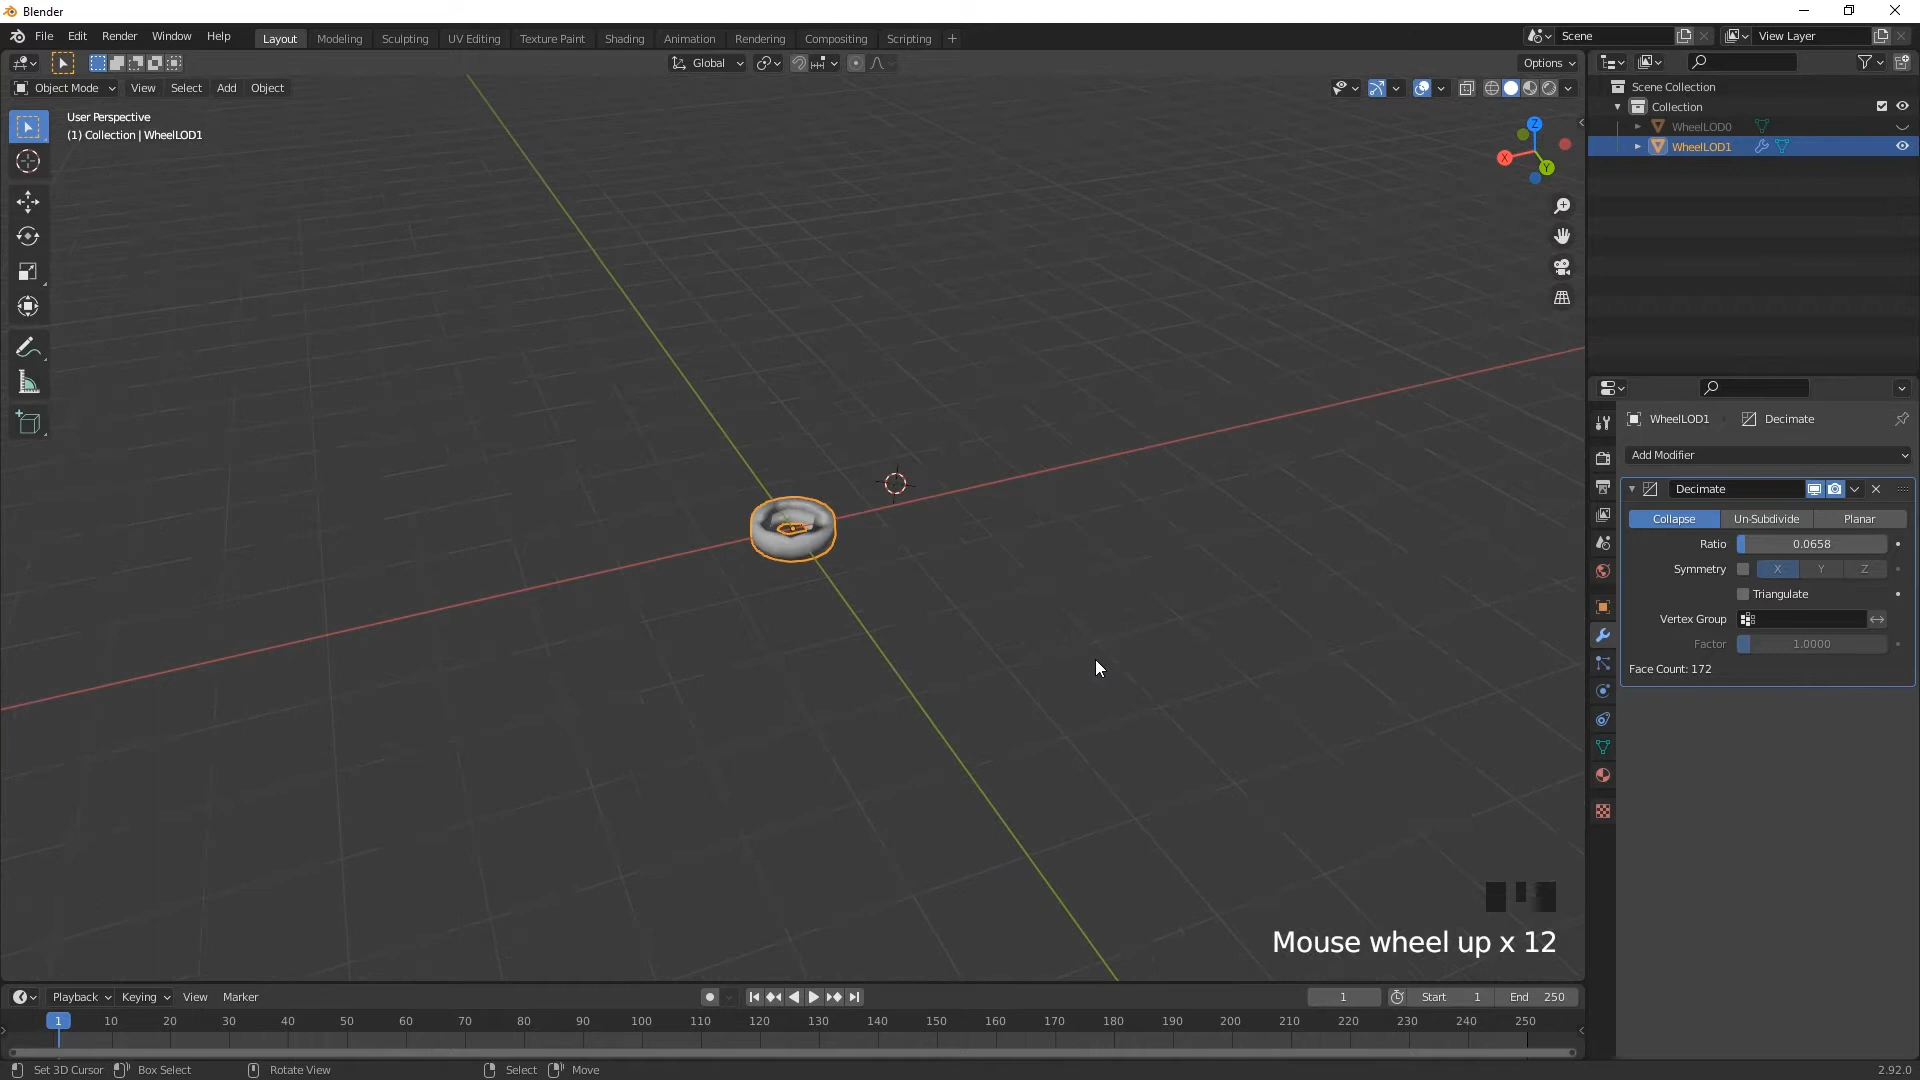 Blender
File Edit Render Window Help
Layout Modeling Sculpting UV Editing Texture Paint Shading Animation Rendering Compositing Scripting +
Scene
View Layer
Global
Options
Object Mode View Select Add Object
User Perspective
(1) Collection | WheelLOD1
Z
X
Y
Scene Collection
Collection
WheelLOD0
WheelLOD1
WheelLOD1 Decimate
Add Modifier
Decimate
Collapse Un-Subdivide Planar
Ratio 0.0658
Symmetry X Y Z
Triangulate
Vertex Group
Factor 1.0000
Face Count: 172
Mouse wheel up x 12
Playback Keying View Marker
1 Start 1 End 250
1 10 20 30 40 50 60 70 80 90 100 110 120 130 140 150 160 170 180 190 200 210 220 230 240 250
Set 3D Cursor Box Select Rotate View Select Move
2.92.0